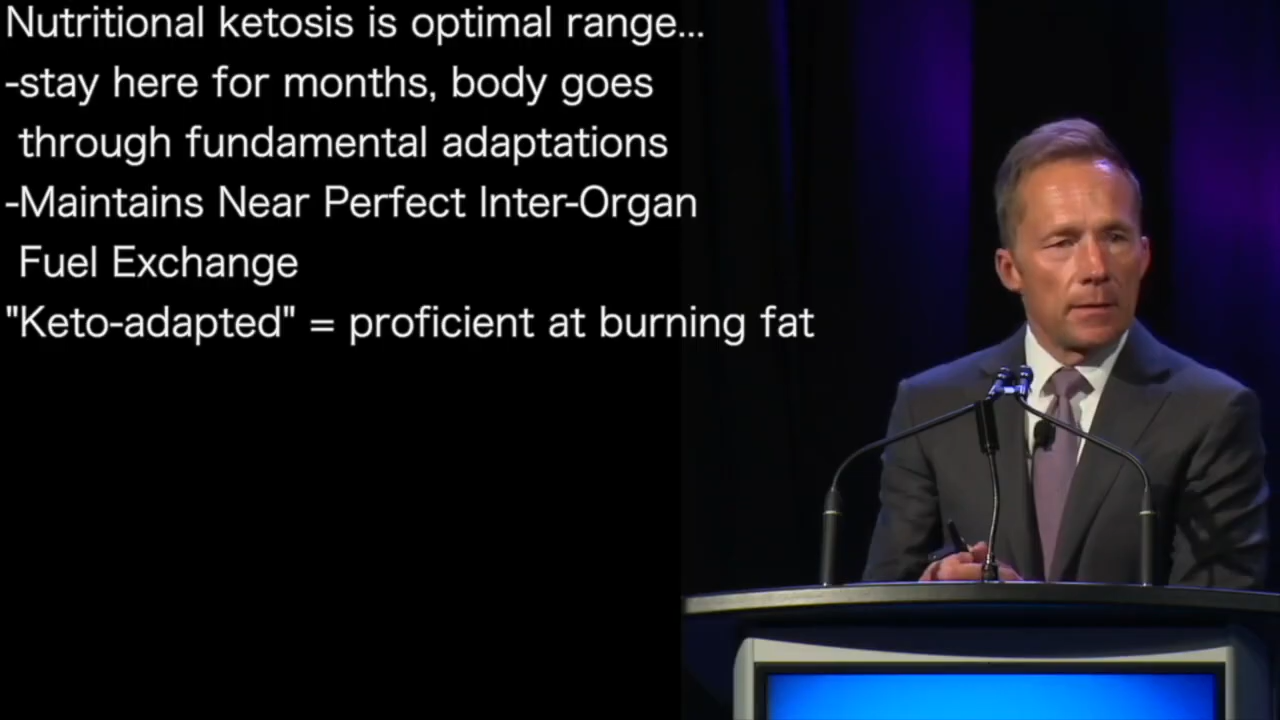 Nutritional ketosis is optimal range...
-stay here for months, body goes
through fundamental adaptations
-Maintains Near Perfect Inter-Organ
Fuel Exchange
"Keto-adapted" = proficient at burning fat